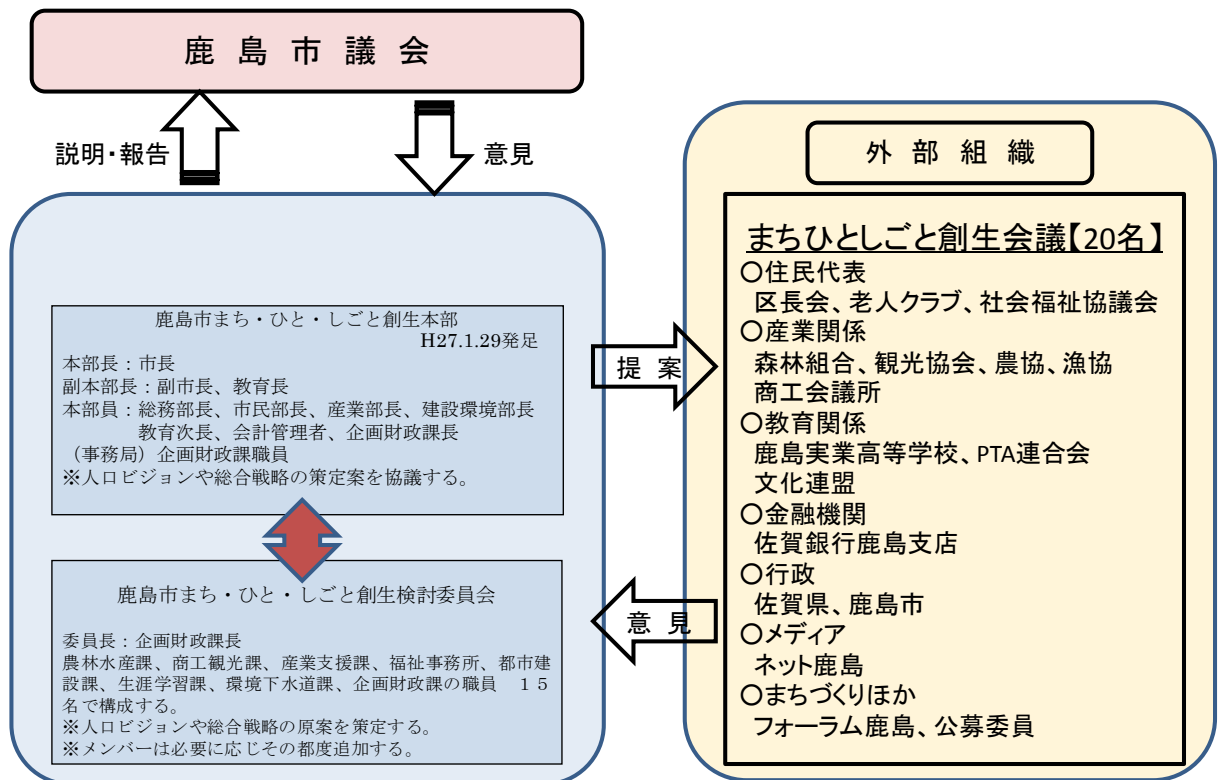 鹿島市議会
説明・報告
意見
鹿島市まち・ひと・しごと創生本部
H27.1.29発足
本部長：市長
副本部長：副市長、教育長
本部員：総務部長、市民部長、産業部長、建設環境部長
教育次長、会計管理者、企画財政課長
（事務局）企画財政課職員
※人口ビジョンや総合戦略の策定案を協議する。
鹿島市まち・ひと・しごと創生検討委員会
委員長：企画財政課長
農林水産課、商工観光課、産業支援課、福祉事務所、都市建
設課、生涯学習課、環境下水道課、企画財政課の職員　１５
名で構成する。
※人口ビジョンや総合戦略の原案を策定する。
※メンバーは必要に応じその都度追加する。
提案
意見
外部組織
まちひとしごと創生会議【20名】
○住民代表
区長会、老人クラブ、社会福祉協議会
○産業関係
森林組合、観光協会、農協、漁協
商工会議所
○教育関係
鹿島実業高等学校、PTA連合会
文化連盟
○金融機関
佐賀銀行鹿島支店
○行政
佐賀県、鹿島市
○メディア
ネット鹿島
○まちづくりほか
フォーラム鹿島、公募委員